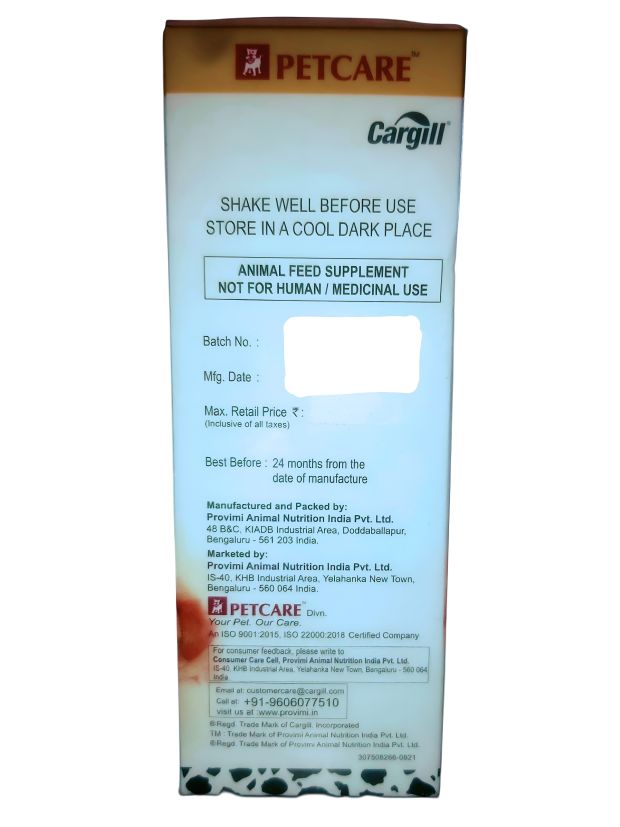 PETCARE™
Cargill®
SHAKE WELL BEFORE USE
STORE IN A COOL DARK PLACE
ANIMAL FEED SUPPLEMENT
NOT FOR HUMAN / MEDICINAL USE
Batch No. :
Mfg. Date :
Max. Retail Price ₹ :
(Inclusive of all taxes)
Best Before : 24 months from the
date of manufacture
Manufactured and Packed by:
Provimi Animal Nutrition India Pvt. Ltd.
48 B&C, KIADB Industrial Area, Doddaballapur,
Bengaluru - 561 203 India.
Marketed by:
Provimi Animal Nutrition India Pvt. Ltd.
IS-40, KHB Industrial Area, Yelahanka New Town,
Bengaluru - 560 064 India.
PETCARE™ Divn.
Your Pet. Our Care.
An ISO 9001:2015, ISO 22000:2018 Certified Company
For consumer feedback, please write to
Consumer Care Cell, Provimi Animal Nutrition India Pvt. Ltd.
IS-40, KHB Industrial Area, Yelahanka New Town, Bengaluru - 560 064
India
Email at: customercare@cargill.com
Call at: +91-9606077510
visit us at :www.provimi.in
®Regd. Trade Mark of Cargill. Incorporated
TM : Trade Mark of Provimi Animal Nutrition India Pvt. Ltd.
®Regd. Trade Mark of Provimi Animal Nutrition India Pvt. Ltd.
307508266-0821